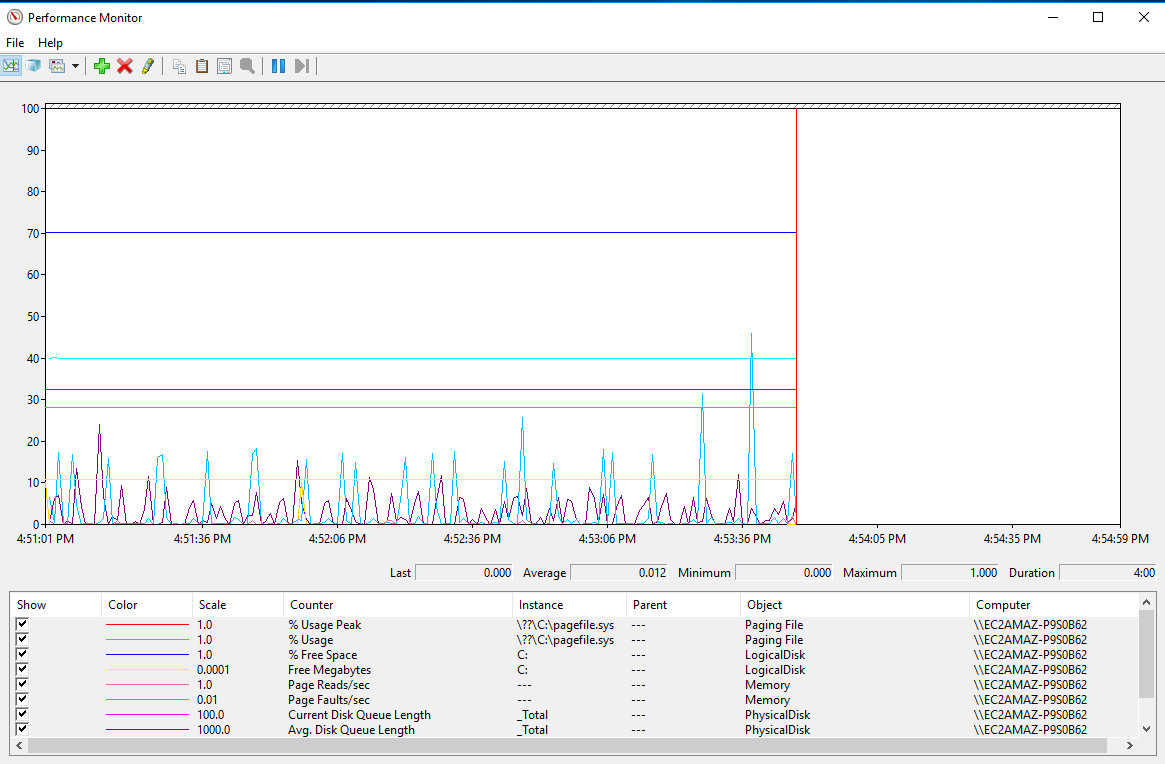 Performance Monitor
File Help
100
90
80
70
60
50
40
30
20
10
0
4:51:01 PM 4:51:36 PM 4:52:06 PM 4:52:36 PM 4:53:06 PM 4:53:36 PM 4:54:05 PM 4:54:35 PM 4:54:59 PM
Last 0.000 Average 0.012 Minimum 0.000 Maximum 1.000 Duration 4:00
Show Color Scale Counter Instance Parent Object Computer
1.0 % Usage Peak \??\C:\pagefile.sys --- Paging File \\EC2AMAZ-P9S0B62
1.0 % Usage \??\C:\pagefile.sys --- Paging File \\EC2AMAZ-P9S0B62
1.0 % Free Space C: --- LogicalDisk \\EC2AMAZ-P9S0B62
0.0001 Free Megabytes C: --- LogicalDisk \\EC2AMAZ-P9S0B62
1.0 Page Reads/sec --- --- Memory \\EC2AMAZ-P9S0B62
0.01 Page Faults/sec --- --- Memory \\EC2AMAZ-P9S0B62
100.0 Current Disk Queue Length _Total --- PhysicalDisk \\EC2AMAZ-P9S0B62
1000.0 Avg. Disk Queue Length _Total --- PhysicalDisk \\EC2AMAZ-P9S0B62